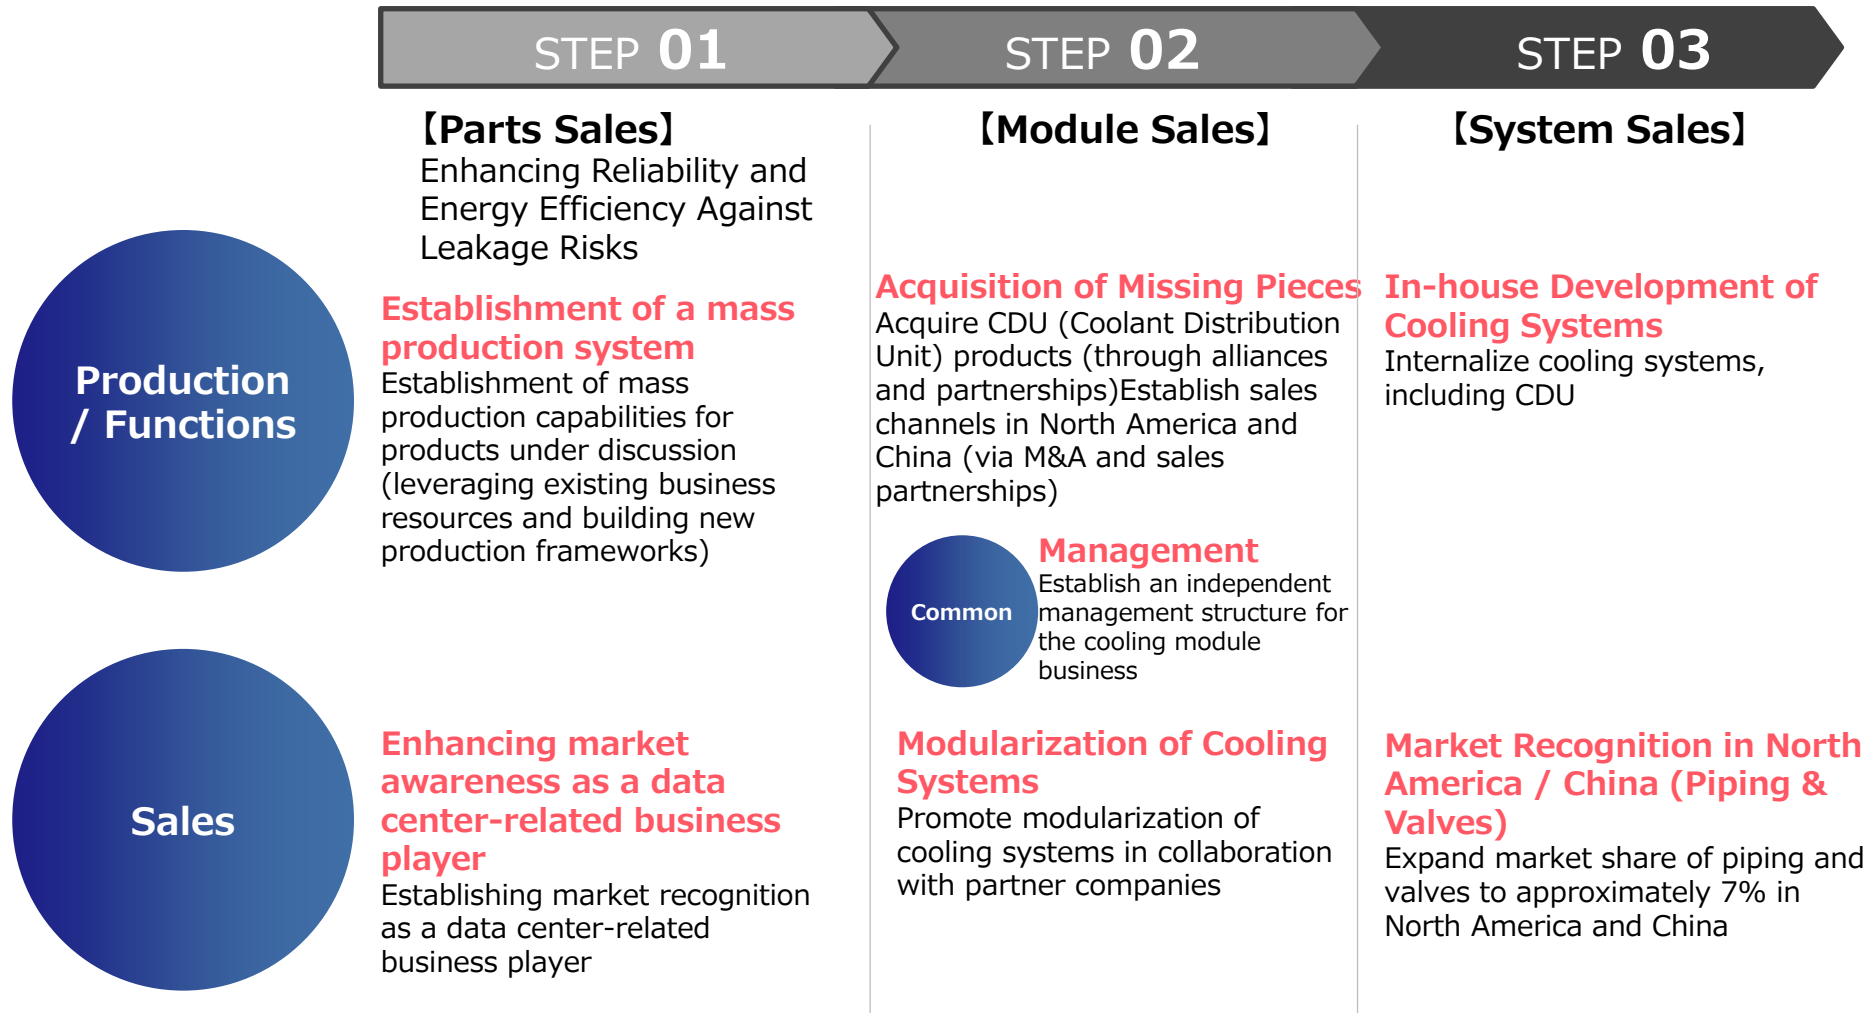 STEP 01
STEP 02
STEP 03
【Parts Sales】
Enhancing Reliability and
Energy Efficiency Against
Leakage Risks
【Module Sales】
【System Sales】
Production
/ Functions
Establishment of a mass
production system
Establishment of mass
production capabilities for
products under discussion
(leveraging existing business
resources and building new
production frameworks)
Acquisition of Missing Pieces
Acquire CDU (Coolant Distribution
Unit) products (through alliances
and partnerships)Establish sales
channels in North America and
China (via M&A and sales
partnerships)
In-house Development of
Cooling Systems
Internalize cooling systems,
including CDU
Common
Management
Establish an independent
management structure for
the cooling module
business
Sales
Enhancing market
awareness as a data
center-related business
player
Establishing market recognition
as a data center-related
business player
Modularization of Cooling
Systems
Promote modularization of
cooling systems in collaboration
with partner companies
Market Recognition in North
America / China (Piping &
Valves)
Expand market share of piping and
valves to approximately 7% in
North America and China